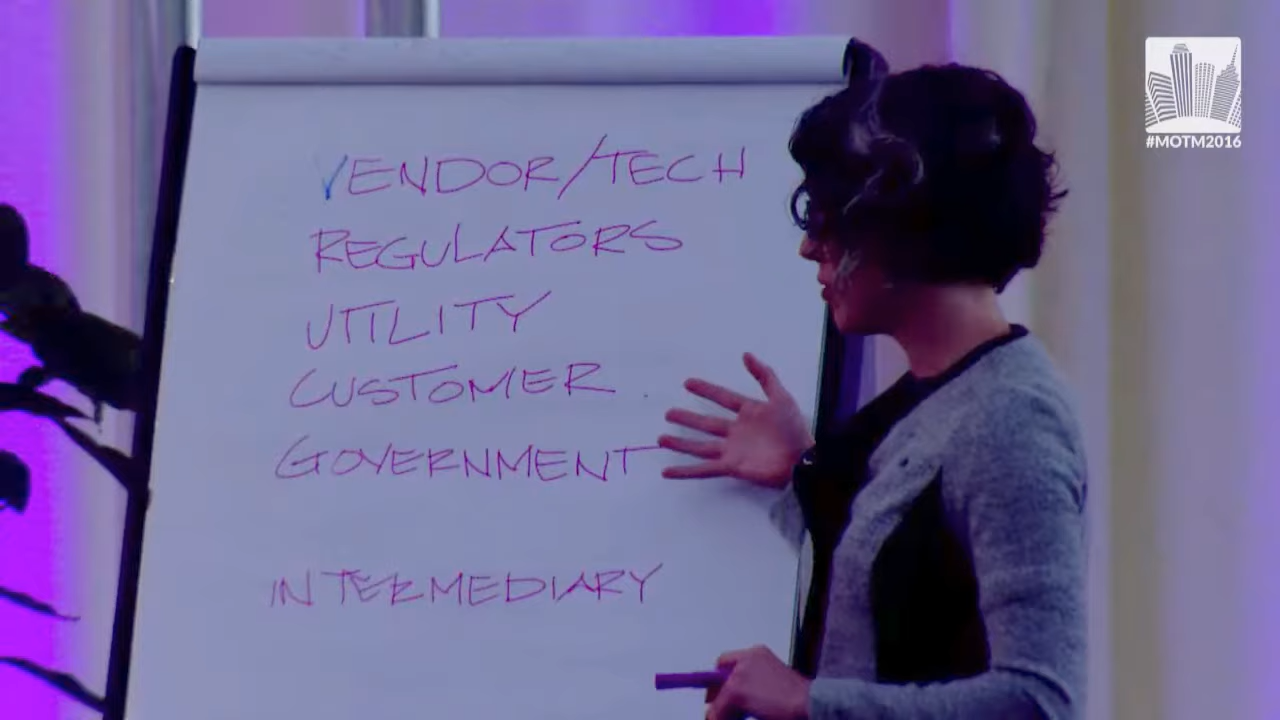 #MOTM2016
VENDOR/TECH
REGULATORS
UTILITY
CUSTOMER
GOVERNMENT
INTERMEDIARY